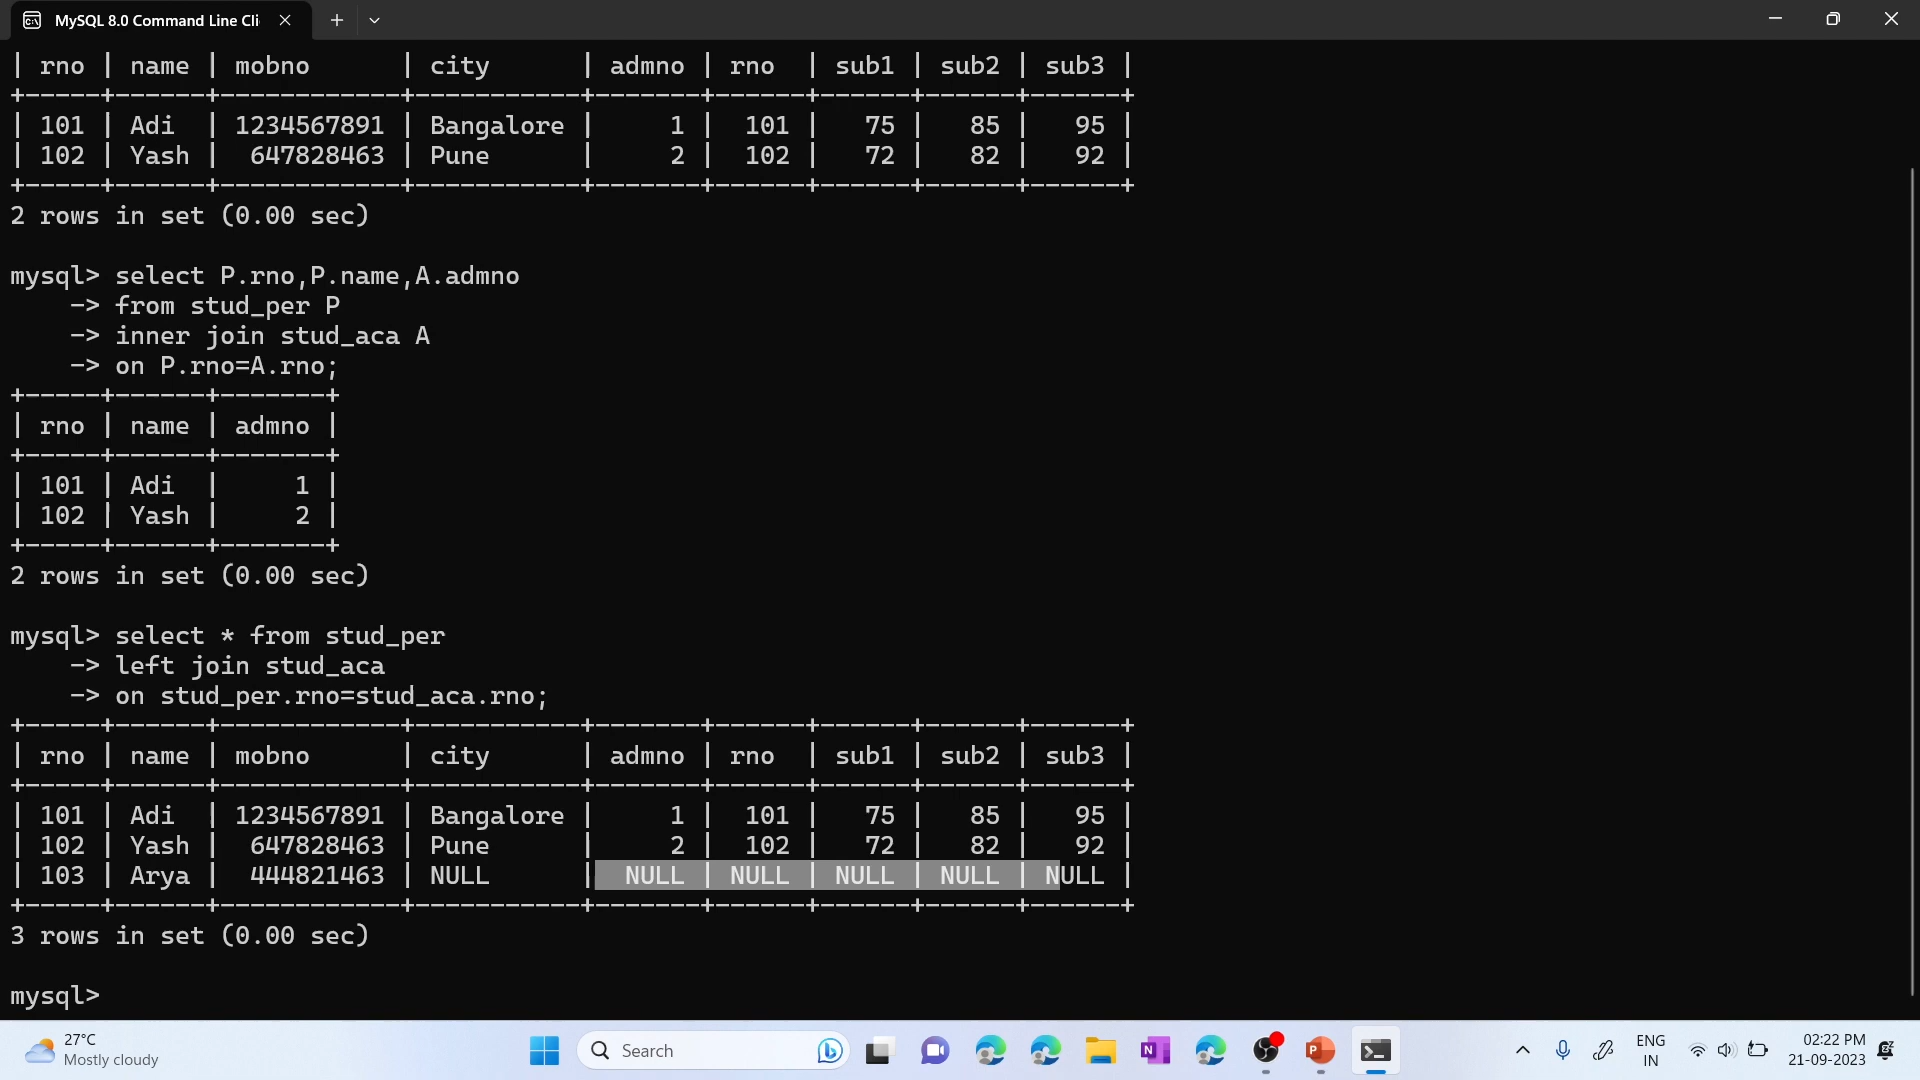 MySQL 8.0 Command Line Cli
| rno | name | mobno      | city      | admno | rno  | sub1 | sub2 | sub3 |
+-----+------+------------+-----------+-------+------+------+------+------+
| 101 | Adi  | 1234567891 | Bangalore |     1 |  101 |   75 |   85 |   95 |
| 102 | Yash |  647828463 | Pune      |     2 |  102 |   72 |   82 |   92 |
+-----+------+------------+-----------+-------+------+------+------+------+
2 rows in set (0.00 sec)
mysql> select P.rno,P.name,A.admno
    -> from stud_per P
    -> inner join stud_aca A
    -> on P.rno=A.rno;
+-----+------+-------+
| rno | name | admno |
+-----+------+-------+
| 101 | Adi  |     1 |
| 102 | Yash |     2 |
+-----+------+-------+
2 rows in set (0.00 sec)
mysql> select * from stud_per
    -> left join stud_aca
    -> on stud_per.rno=stud_aca.rno;
+-----+------+------------+-----------+-------+------+------+------+------+
| rno | name | mobno      | city      | admno | rno  | sub1 | sub2 | sub3 |
+-----+------+------------+-----------+-------+------+------+------+------+
| 101 | Adi  | 1234567891 | Bangalore |     1 |  101 |   75 |   85 |   95 |
| 102 | Yash |  647828463 | Pune      |     2 |  102 |   72 |   82 |   92 |
| 103 | Arya |  444821463 | NULL      |  NULL | NULL | NULL | NULL | NULL |
+-----+------+------------+-----------+-------+------+------+------+------+
3 rows in set (0.00 sec)
mysql>
27°C
Mostly cloudy
Search
ENG
IN
02:22 PM
21-09-2023